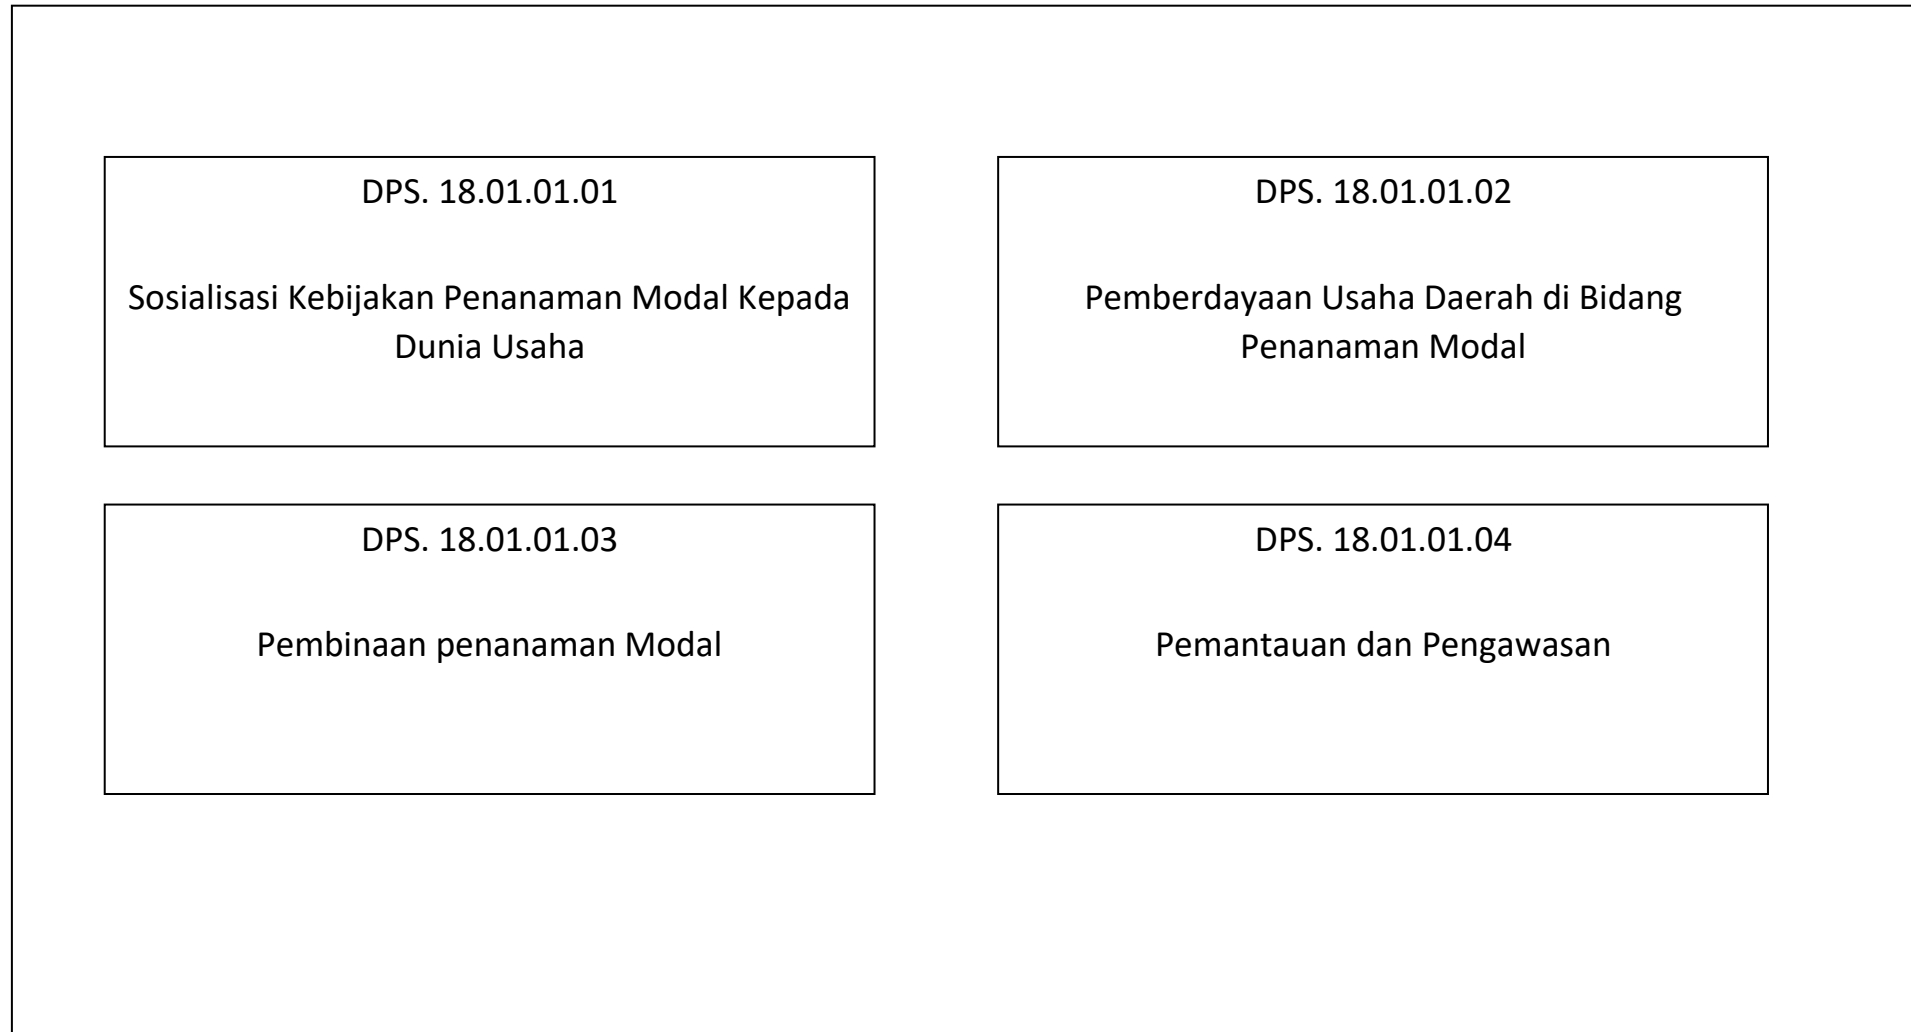 DPS. 18.01.01.01
Sosialisasi Kebijakan Penanaman Modal Kepada
Dunia Usaha
DPS. 18.01.01.02
Pemberdayaan Usaha Daerah di Bidang
Penanaman Modal
DPS. 18.01.01.03
Pembinaan penanaman Modal
DPS. 18.01.01.04
Pemantauan dan Pengawasan